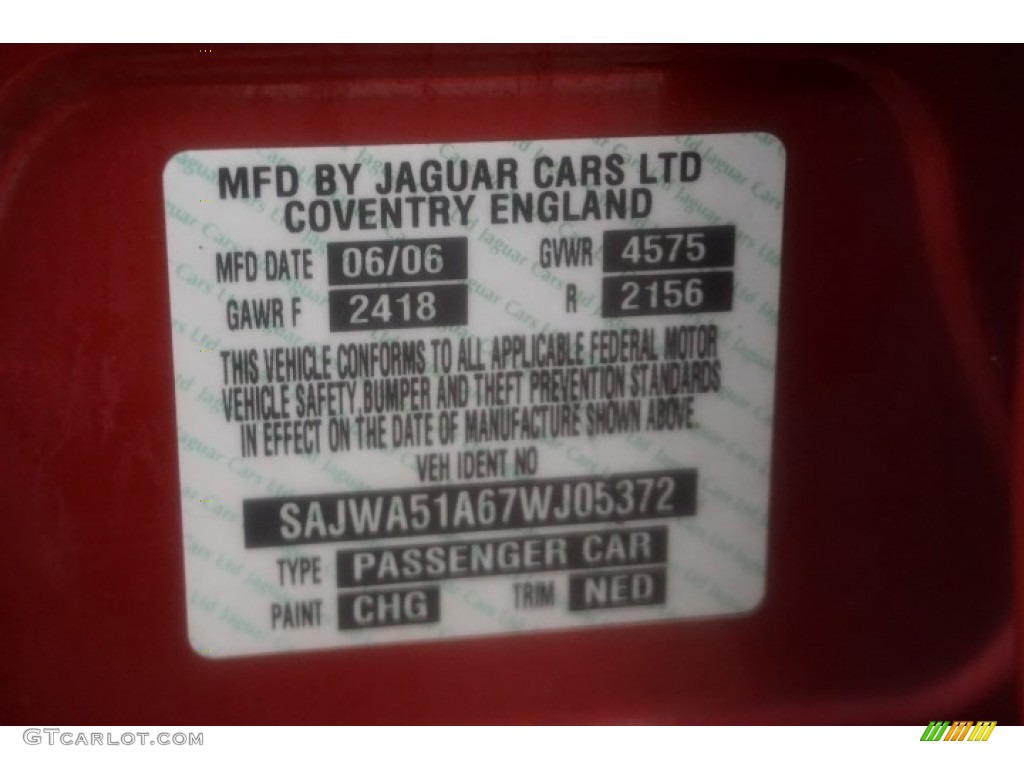 MFD BY JAGUAR CARS LTD
COVENTRY ENGLAND
MFD DATE 06/06 GVWR 4575
GAWR F 2418 R 2156
THIS VEHICLE CONFORMS TO ALL APPLICABLE FEDERAL MOTOR
VEHICLE SAFETY, BUMPER AND THEFT PREVENTION STANDARDS
IN EFFECT ON THE DATE OF MANUFACTURE SHOWN ABOVE.
VEH IDENT NO
SAJWA51A67WJ05372
TYPE PASSENGER CAR
PAINT CHG TRIM NED
GTCARLOT.COM